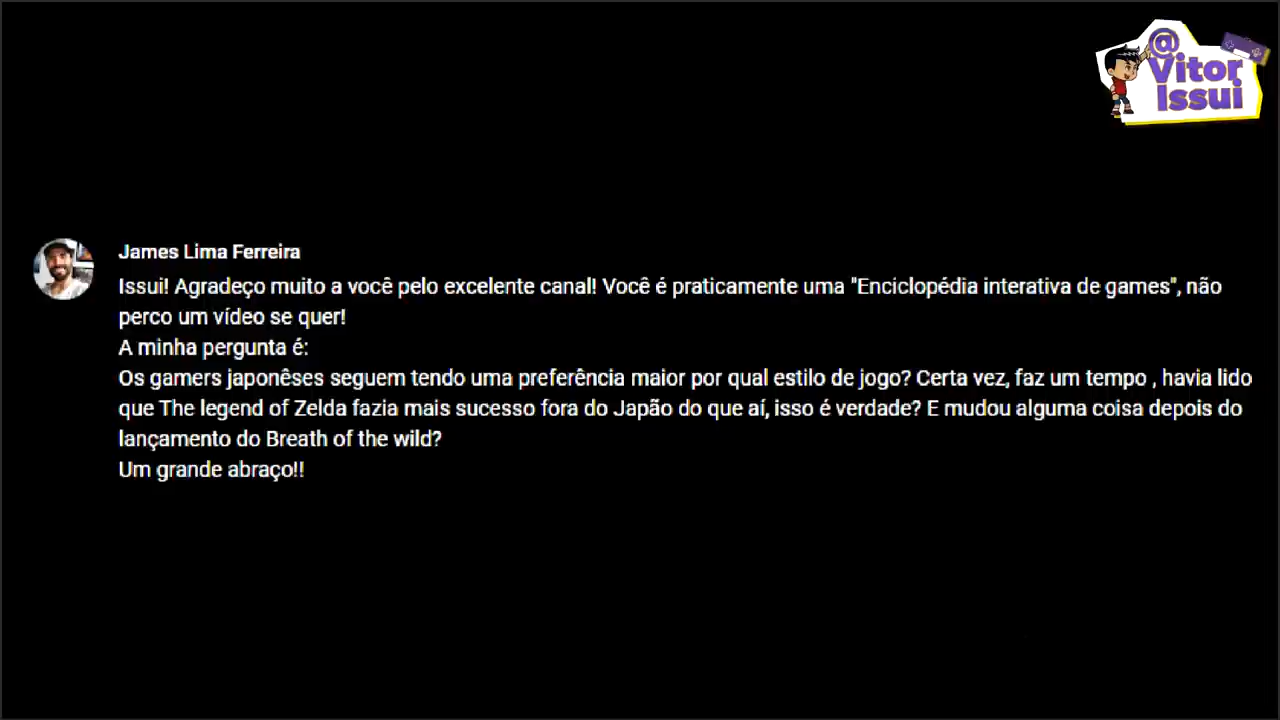 @
Vitor
Issui
James Lima Ferreira
Issui! Agradeço muito a você pelo excelente canal! Você é praticamente uma "Enciclopédia interativa de games", não
perco um vídeo se quer!
A minha pergunta é:
Os gamers japonêses seguem tendo uma preferência maior por qual estilo de jogo? Certa vez, faz um tempo , havia lido
que The legend of Zelda fazia mais sucesso fora do Japão do que aí, isso é verdade? E mudou alguma coisa depois do
lançamento do Breath of the wild?
Um grande abraço!!